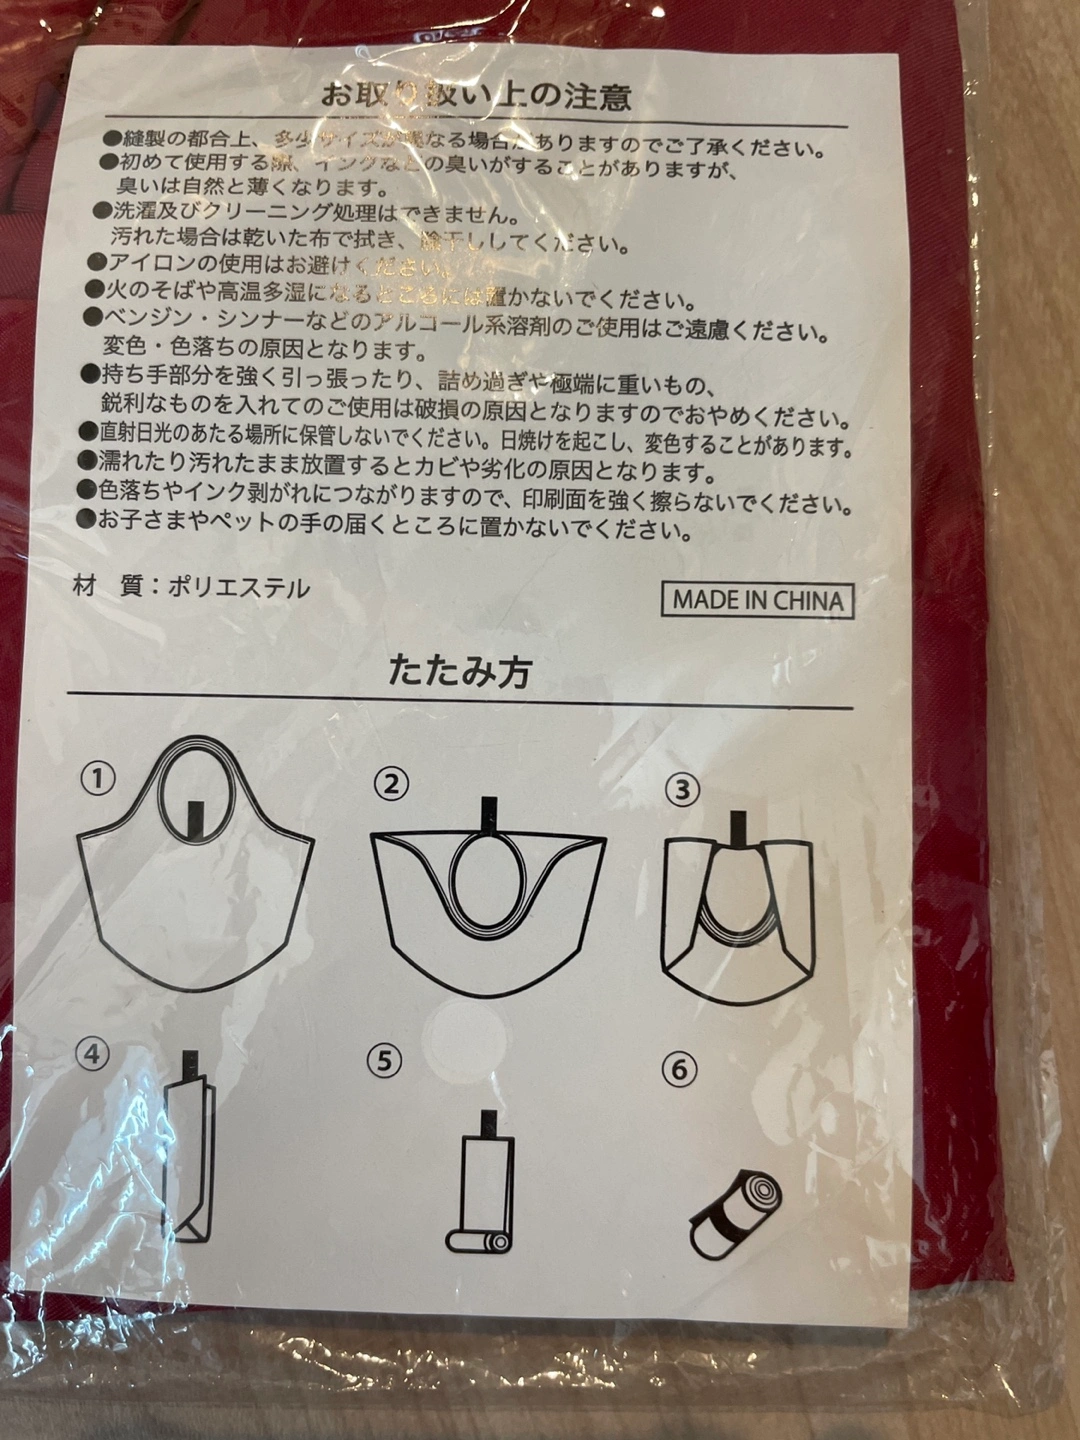 お取り扱い上の注意
●縫製の都合上、多少サイズが異なる場合がありますのでご了承ください。
●初めて使用する際、インクなどの臭いがすることがありますが、
臭いは自然と薄くなります。
●洗濯及びクリーニング処理はできません。
汚れた場合は乾いた布で拭き、陰干ししてください。
●アイロンの使用はお避けください。
●火のそばや高温多湿になるところには置かないでください。
●ベンジン・シンナーなどのアルコール系溶剤のご使用はご遠慮ください。
変色・色落ちの原因となります。
●持ち手部分を強く引っ張ったり、詰め過ぎや極端に重いもの、
鋭利なものを入れてのご使用は破損の原因となりますのでおやめください。
●直射日光のあたる場所に保管しないでください。日焼けを起こし、変色することがあります。
●濡れたり汚れたまま放置するとカビや劣化の原因となります。
●色落ちやインク剥がれにつながりますので、印刷面を強く擦らないでください。
●お子さまやペットの手の届くところに置かないでください。
材　質：ポリエステル
MADE IN CHINA
たたみ方
①
②
③
④
⑤
⑥